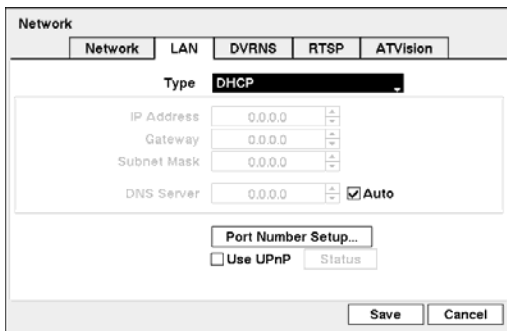 Network
Network LAN DVRNS RTSP ATVision
Type DHCP
IP Address 0.0.0.0
Gateway 0.0.0.0
Subnet Mask 0.0.0.0
DNS Server 0.0.0.0 Auto
Port Number Setup...
Use UPnP Status
Save Cancel